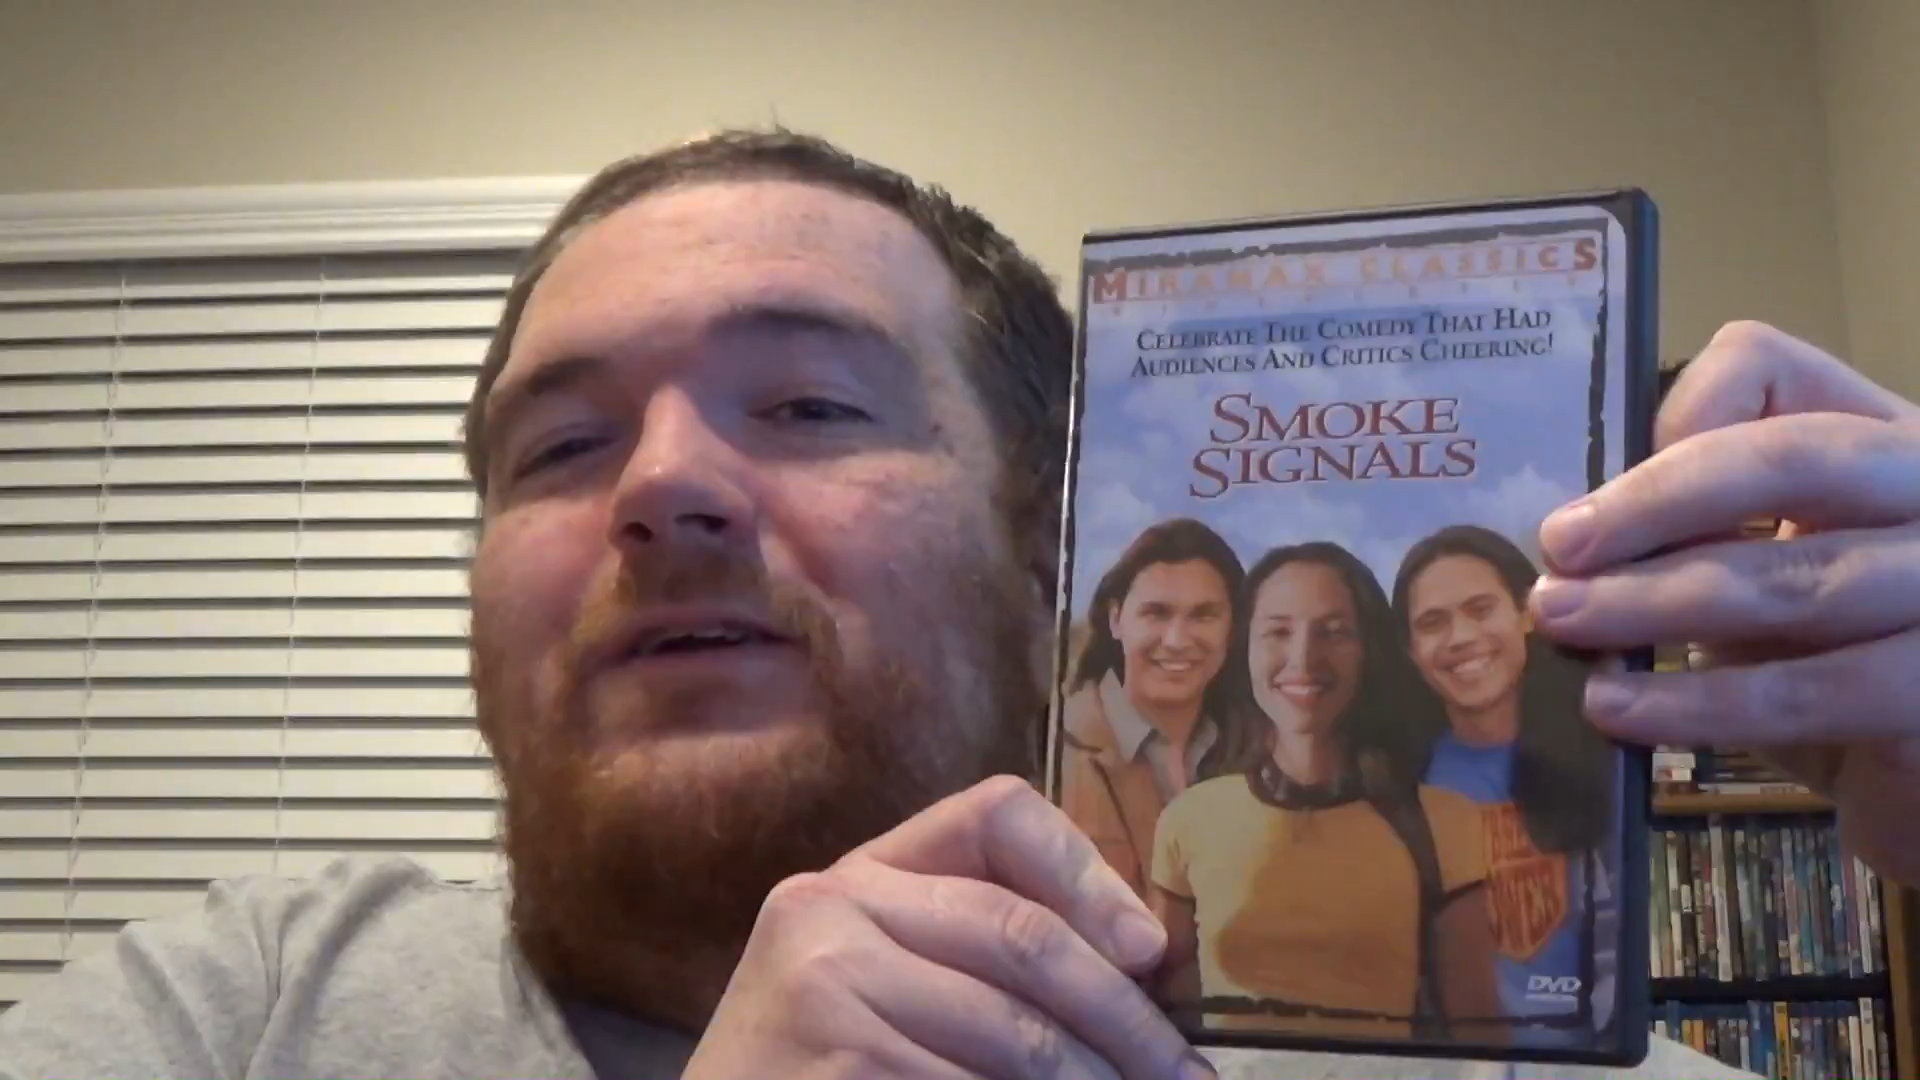 MIRAMAX CLASSICS
CELEBRATE THE COMEDY THAT HAD
AUDIENCES AND CRITICS CHEERING!
SMOKE
SIGNALS
DVD